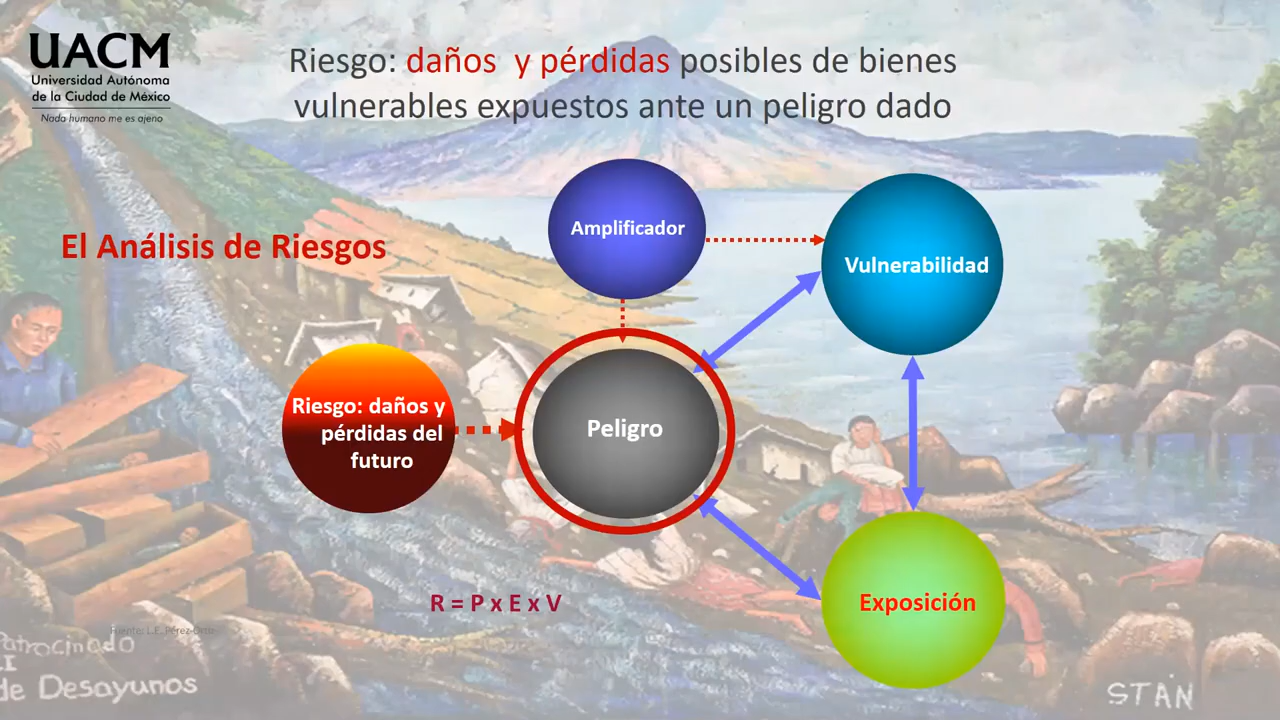 UACM
Universidad Autónoma
de la Ciudad de México
Nada humano me es ajeno
Riesgo: daños y pérdidas posibles de bienes
vulnerables expuestos ante un peligro dado
El Análisis de Riesgos
Amplificador
Vulnerabilidad
Riesgo: daños y
pérdidas del
futuro
Peligro
Exposición
R = P x E x V
Fuente: L.E. Pérez-Ortiz
atrocinado
de Desayunos
STAN